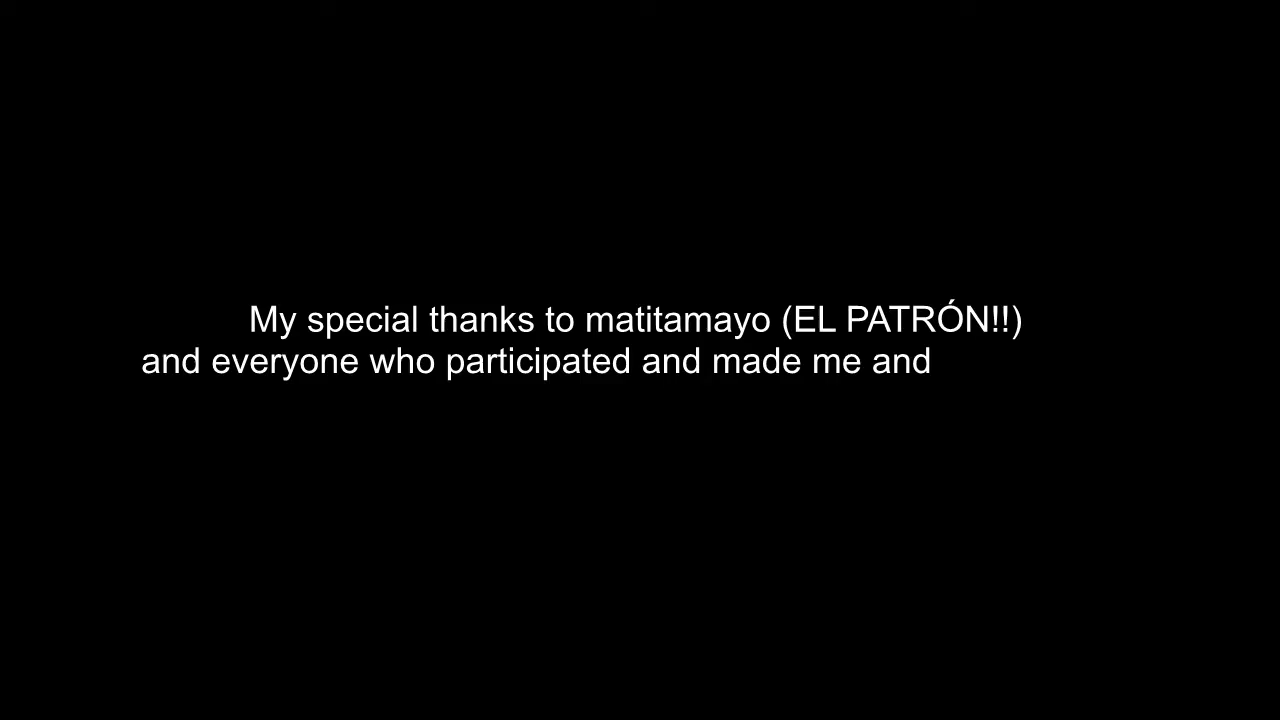 My special thanks to matitamayo (EL PATRÓN!!)
and everyone who participated and made me and